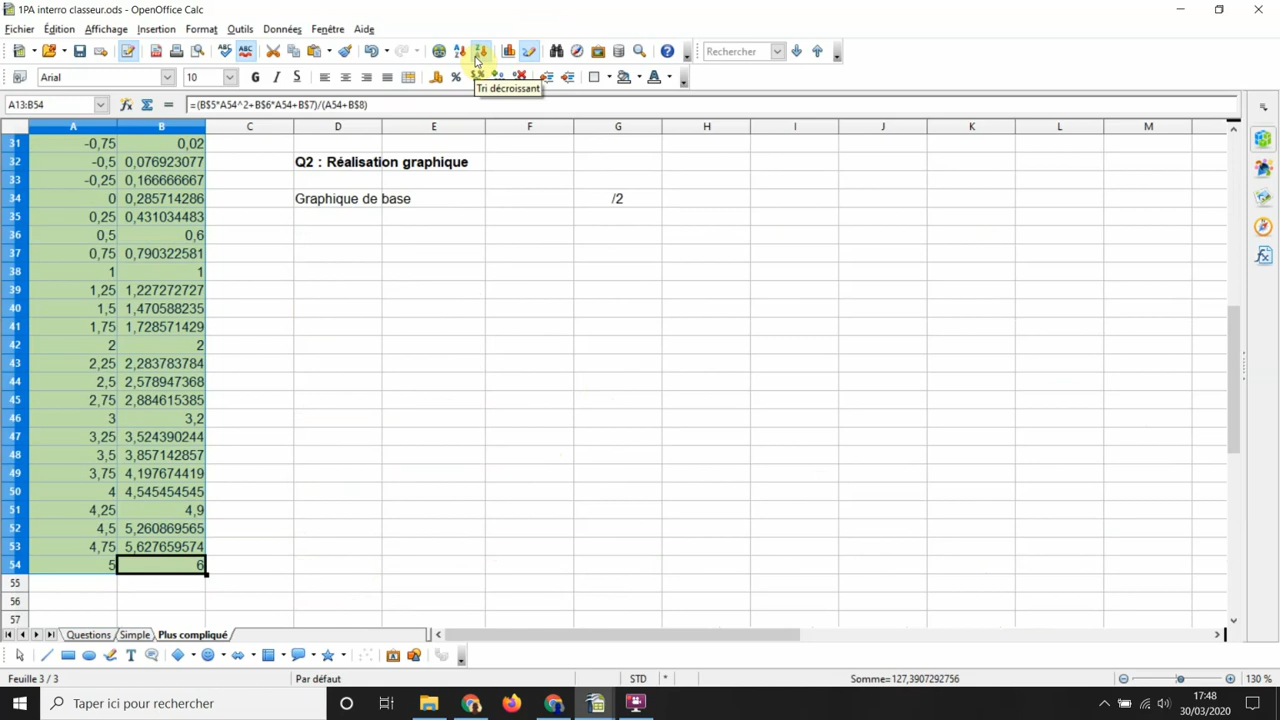 1PA interro classeur.ods - OpenOffice Calc
Fichier Édition Affichage Insertion Format Outils Données Fenêtre Aide
Rechercher
Arial 10 G I S
Tri décroissant
A13:B54 =(B$5*A54^2+B$6*A54+B$7)/(A54+B$8)
A B C D E F G H I J K L M
31 -0,75 0,02
32 -0,5 0,076923077 Q2 : Réalisation graphique
33 -0,25 0,166666667
34 0 0,285714286 Graphique de base /2
35 0,25 0,431034483
36 0,5 0,6
37 0,75 0,790322581
38 1 1
39 1,25 1,227272727
40 1,5 1,470588235
41 1,75 1,728571429
42 2 2
43 2,25 2,283783784
44 2,5 2,578947368
45 2,75 2,884615385
46 3 3,2
47 3,25 3,524390244
48 3,5 3,857142857
49 3,75 4,197674419
50 4 4,545454545
51 4,25 4,9
52 4,5 5,260869565
53 4,75 5,627659574
54 5 6
55
56
57
Questions Simple Plus compliqué
Feuille 3 / 3 Par défaut STD * Somme=127,3907292756 130 %
Taper ici pour rechercher 17:48
30/03/2020